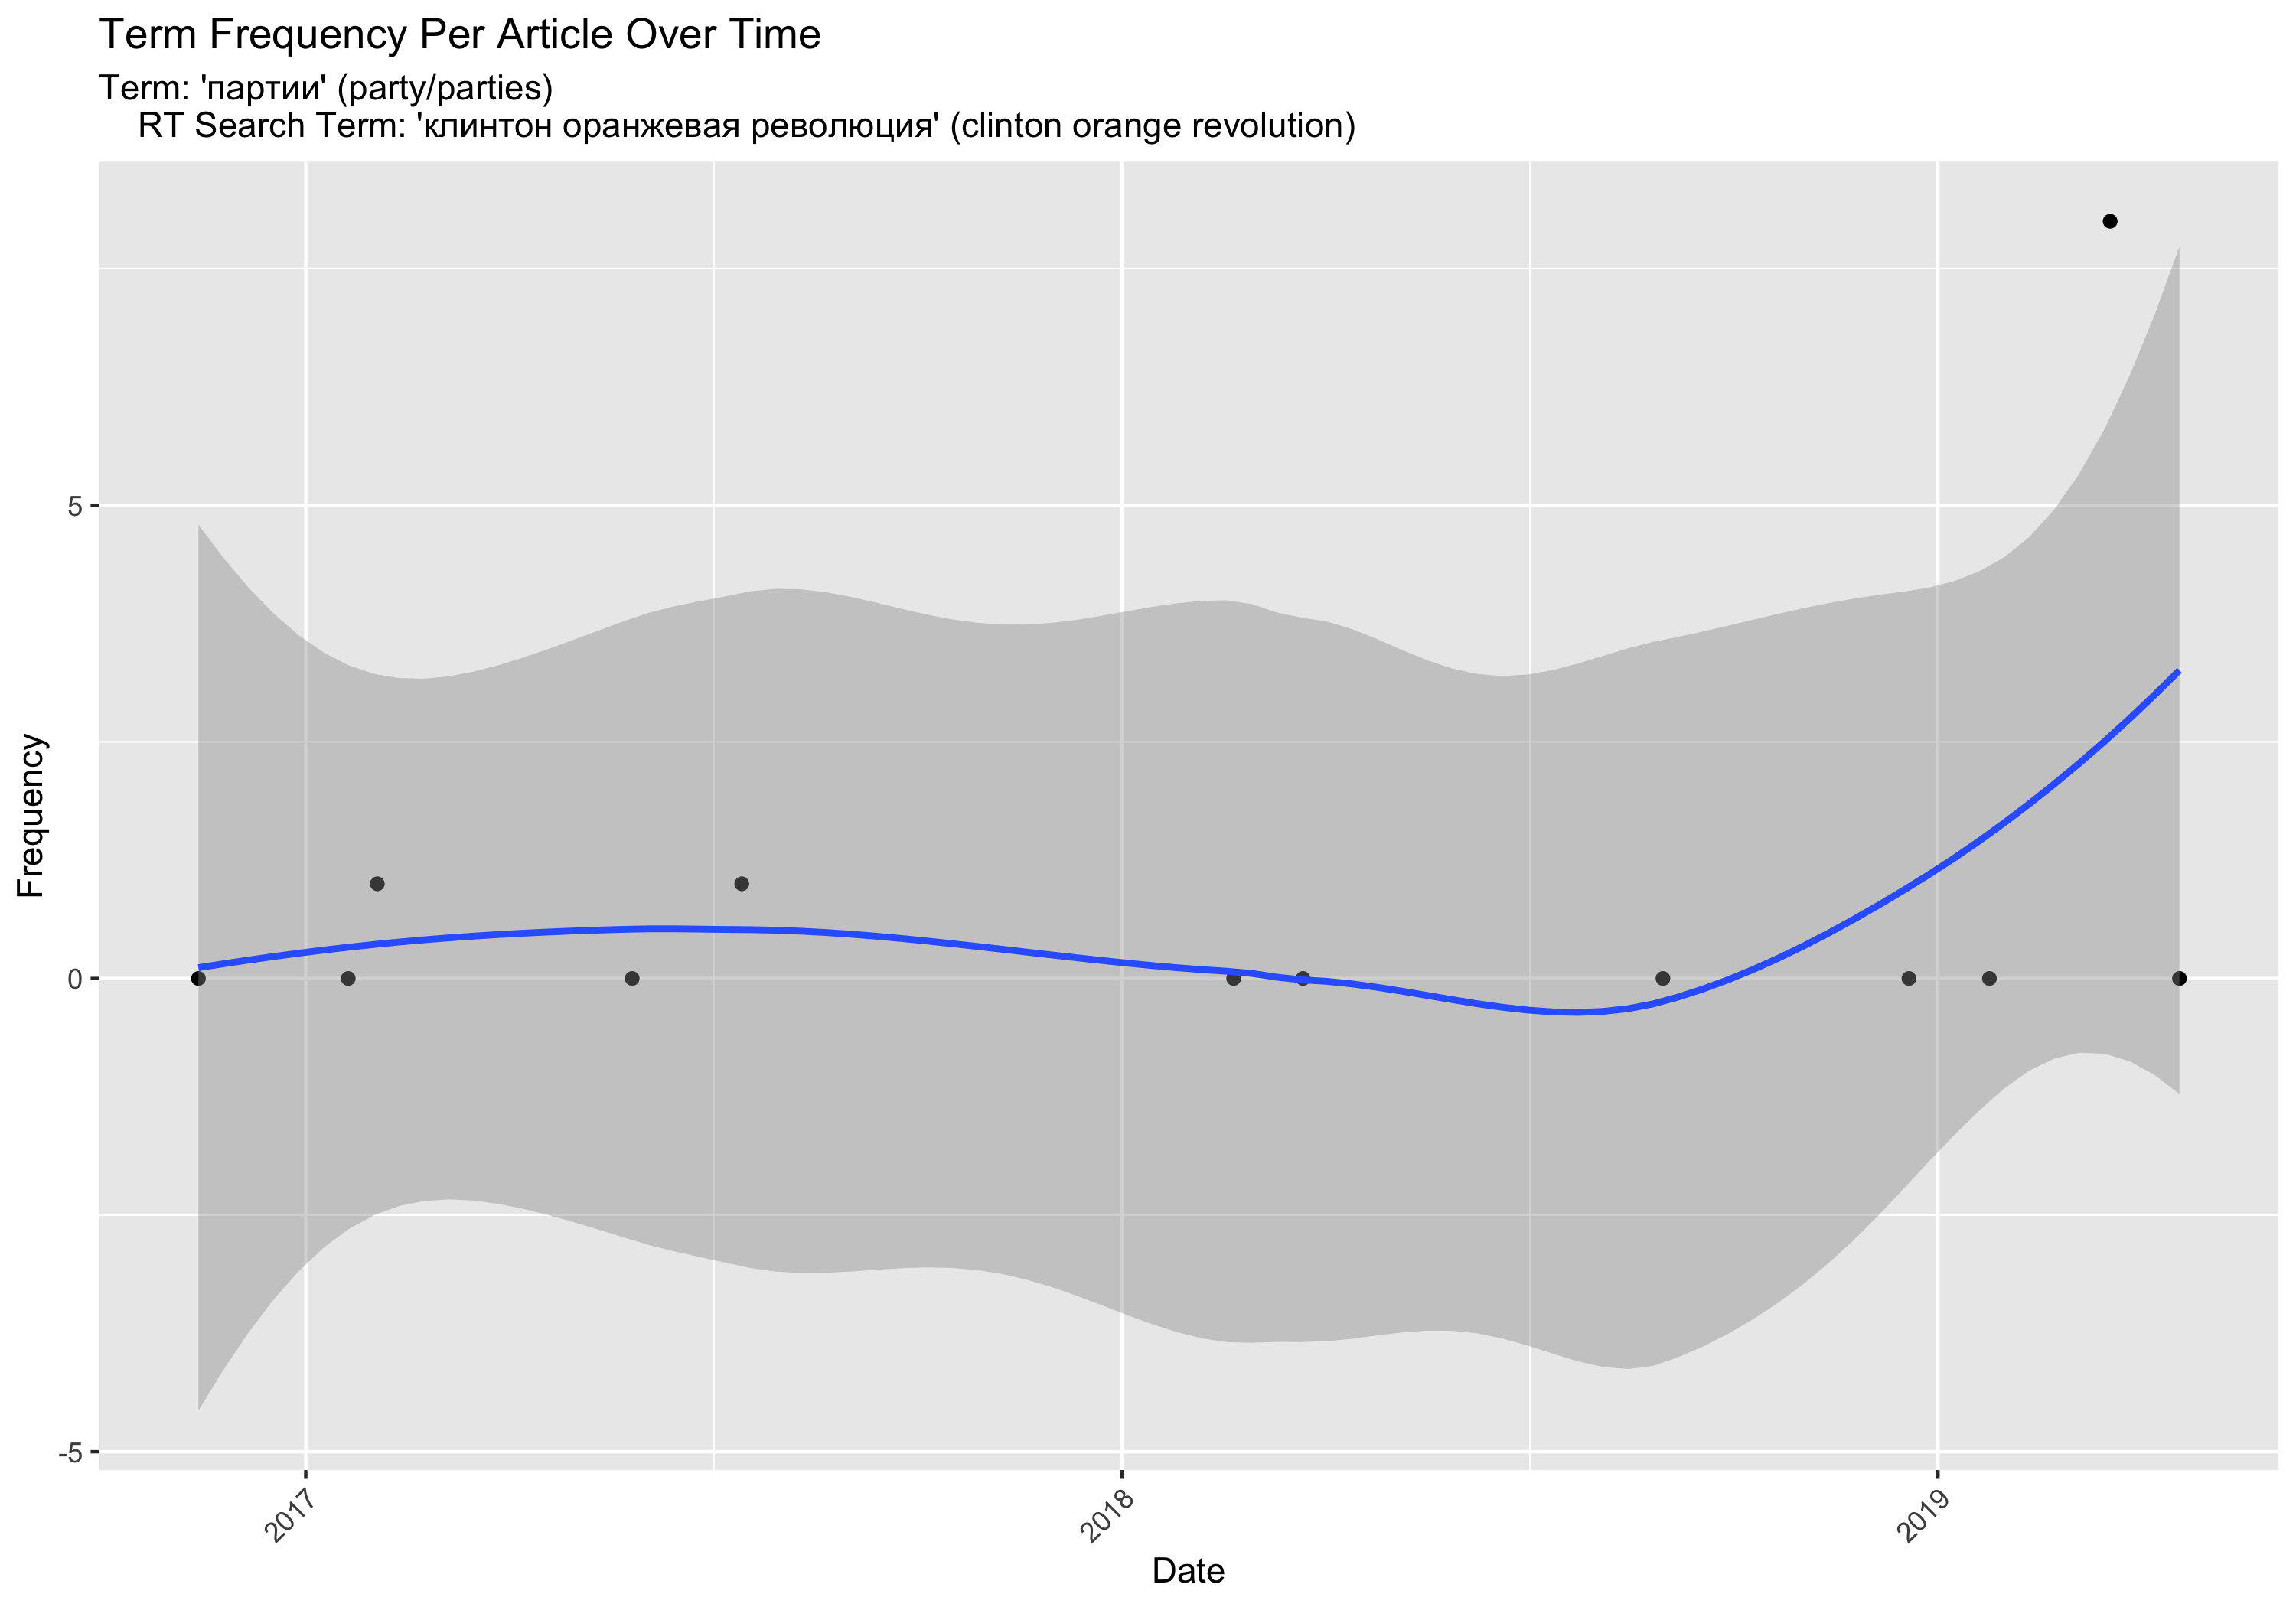 Term Frequency Per Article Over Time
Term: 'партии' (party/parties)
RT Search Term: 'клинтон оранжевая революция' (clinton orange revolution)
Frequency
5
0
-5
2017
2018
2019
Date